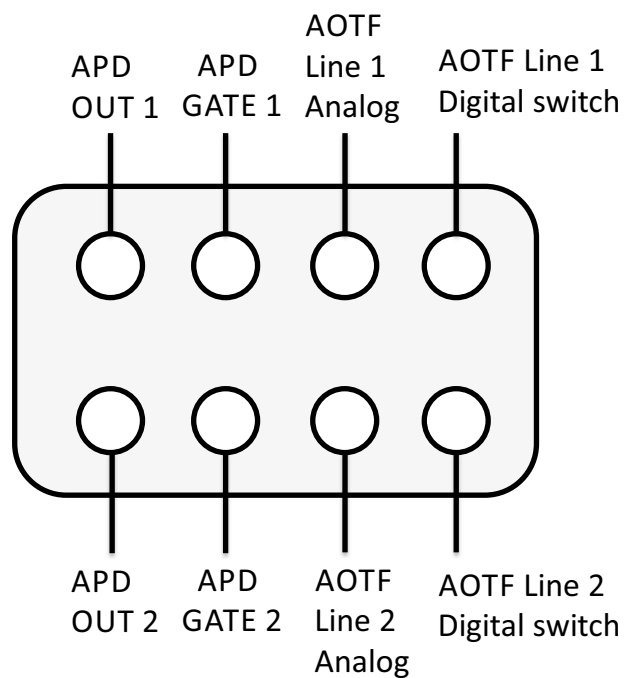 APD
OUT 1
APD
GATE 1
AOTF
Line 1
Analog
AOTF Line 1
Digital switch
APD
OUT 2
APD
GATE 2
AOTF
Line 2
Analog
AOTF Line 2
Digital switch